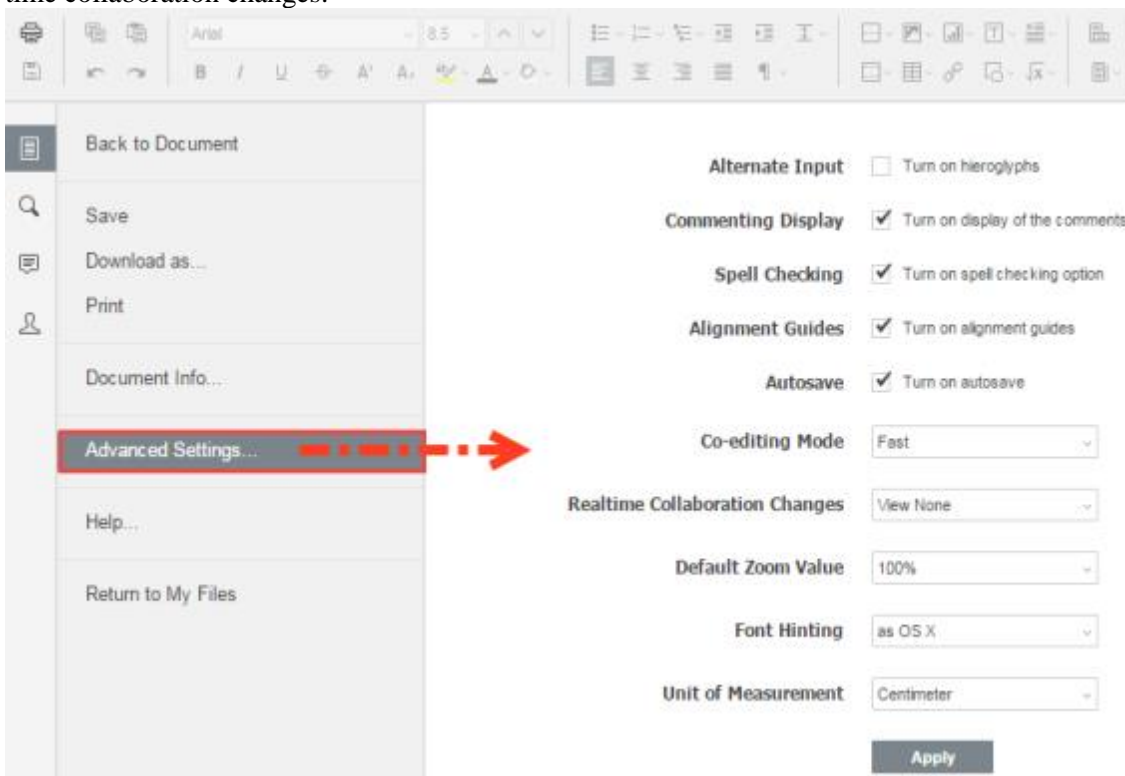 time collaboration changes.
Arial 8.5
B I U A A A
Back to Document
Save
Download as...
Print
Document Info...
Advanced Settings...
Help...
Return to My Files
Alternate Input Turn on hieroglyphs
Commenting Display Turn on display of the comments
Spell Checking Turn on spell checking option
Alignment Guides Turn on alignment guides
Autosave Turn on autosave
Co-editing Mode Fast
Realtime Collaboration Changes View None
Default Zoom Value 100%
Font Hinting as OS X
Unit of Measurement Centimeter
Apply